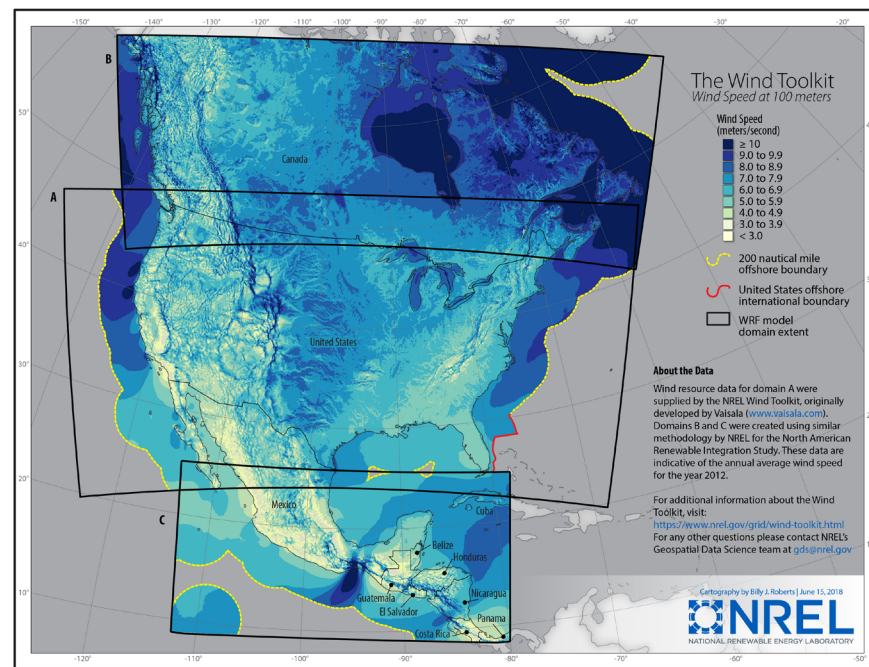 -150° -140° -130° -120° -110° -100° -90° -80° -70° -60° -50° -40° -30° -20°
B
The Wind Toolkit
Wind Speed at 100 meters
Wind Speed
(meters/second)
≥ 10
9.0 to 9.9
8.0 to 8.9
7.0 to 7.9
6.0 to 6.9
5.0 to 5.9
4.0 to 4.9
3.0 to 3.9
< 3.0
200 nautical mile
offshore boundary
United States offshore
international boundary
WRF model
domain extent
50°
Canada
A
40°
United States
30°
About the Data
Wind resource data for domain A were
supplied by the NREL Wind Toolkit, originally
developed by Vaisala (www.vaisala.com).
Domains B and C were created using similar
methodology by NREL for the North American
Renewable Integration Study. These data are
indicative of the annual average wind speed
for the year 2012.
For additional information about the Wind
Toolkit, visit:
https://www.nrel.gov/grid/wind-toolkit.html
For any other questions please contact NREL's
Geospatial Data Science team at gds@nrel.gov
20°
C
Mexico
Cuba
Belize
Honduras
Guatemala
El Salvador
Nicaragua
Panama
Costa Rica
10°
Cartography by Billy J. Roberts | June 15, 2018
NREL
NATIONAL RENEWABLE ENERGY LABORATORY
-120° -110° -100° -90° -80° -70° -60° -50°